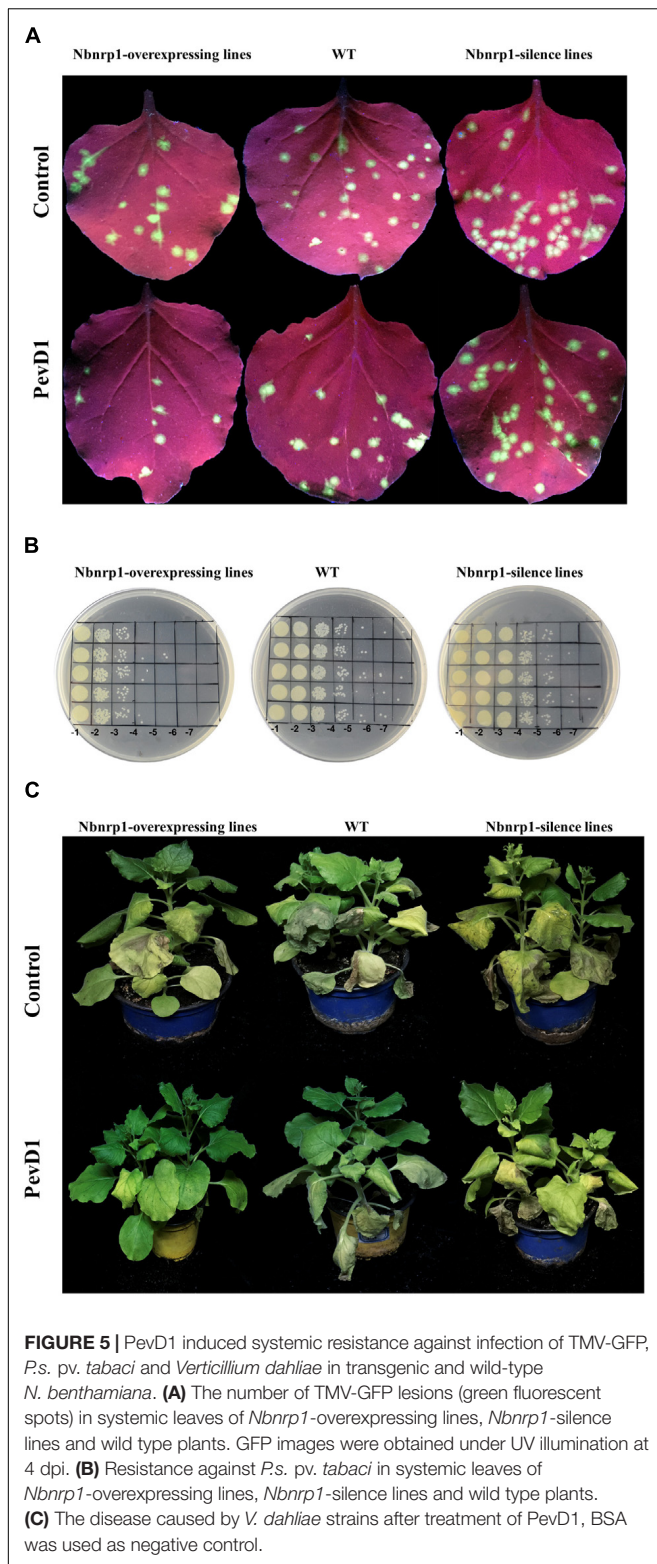 A
Nbnrp1-overexpressing lines WT Nbnrp1-silence lines
Control
PevD1
B
Nbnrp1-overexpressing lines WT Nbnrp1-silence lines
-1 -2 -3 -4 -5 -6 -7 -1 -2 -3 -4 -5 -6 -7 -1 -2 -3 -4 -5 -6 -7
C
Nbnrp1-overexpressing lines WT Nbnrp1-silence lines
Control
PevD1
FIGURE 5 | PevD1 induced systemic resistance against infection of TMV-GFP,
P.s. pv. tabaci and Verticillium dahliae in transgenic and wild-type
N. benthamiana. (A) The number of TMV-GFP lesions (green fluorescent
spots) in systemic leaves of Nbnrp1-overexpressing lines, Nbnrp1-silence
lines and wild type plants. GFP images were obtained under UV illumination at
4 dpi. (B) Resistance against P.s. pv. tabaci in systemic leaves of
Nbnrp1-overexpressing lines, Nbnrp1-silence lines and wild type plants.
(C) The disease caused by V. dahliae strains after treatment of PevD1, BSA
was used as negative control.